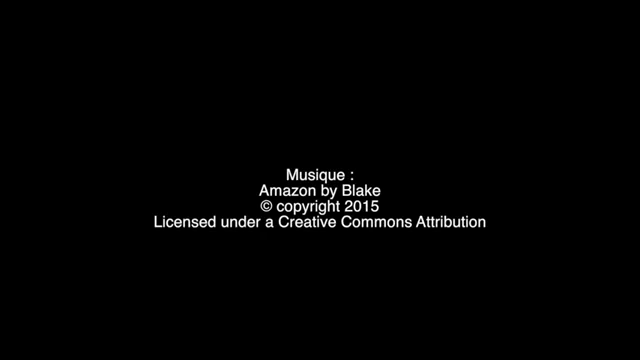 Musique :
Amazon by Blake
© copyright 2015
Licensed under a Creative Commons Attribution